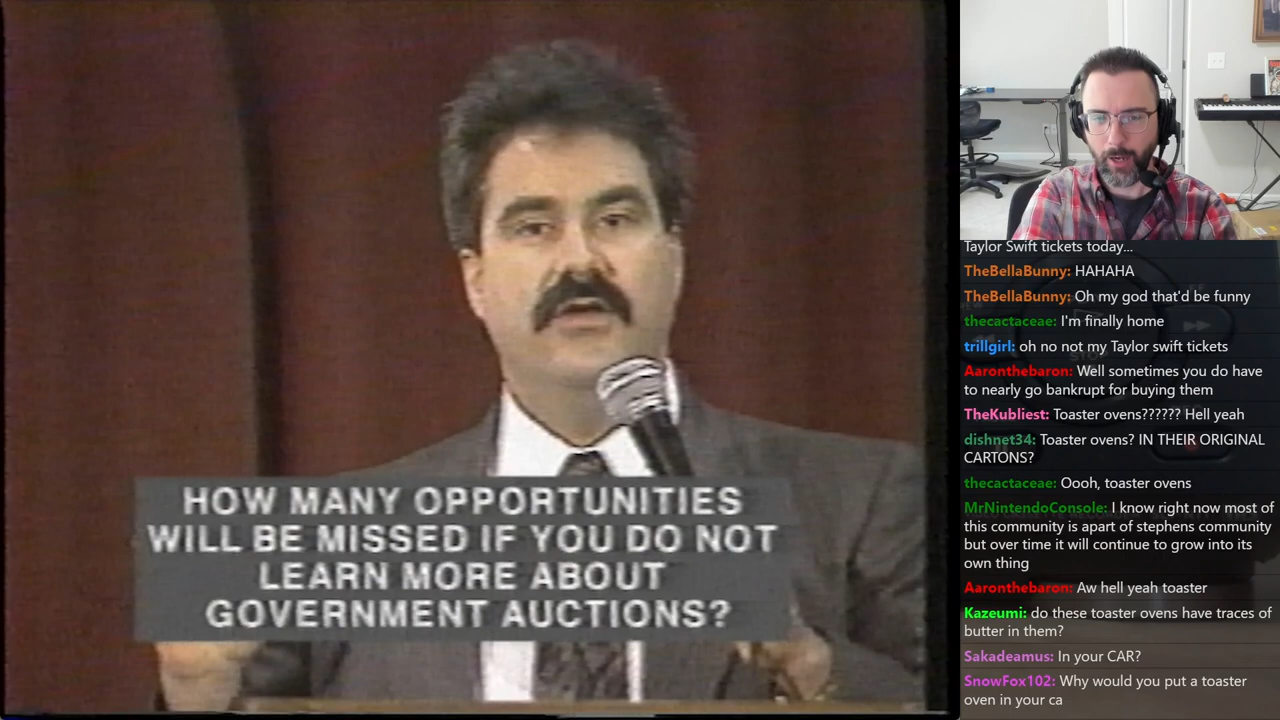 HOW MANY OPPORTUNITIES
WILL BE MISSED IF YOU DO NOT
LEARN MORE ABOUT
GOVERNMENT AUCTIONS?
Taylor Swift tickets today...
TheBellaBunny: HAHAHA
TheBellaBunny: Oh my god that'd be funny
thecactaceae: I'm finally home
trillgirl: oh no not my Taylor swift tickets
Aaronthebaron: Well sometimes you do have
to nearly go bankrupt for buying them
TheKubliest: Toaster ovens?????? Hell yeah
dishnet34: Toaster ovens? IN THEIR ORIGINAL
CARTONS?
thecactaceae: Oooh, toaster ovens
MrNintendoConsole: I know right now most of
this community is apart of stephens community
but over time it will continue to grow into its
own thing
Aaronthebaron: Aw hell yeah toaster
Kazeumi: do these toaster ovens have traces of
butter in them?
Sakadeamus: In your CAR?
SnowFox102: Why would you put a toaster
oven in your ca